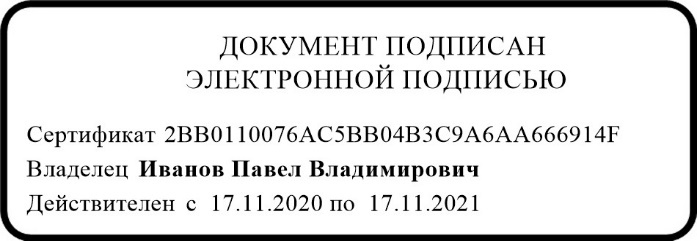 ДОКУМЕНТ ПОДПИСАН
ЭЛЕКТРОННОЙ ПОДПИСЬЮ
Сертификат 2BB0110076AC5BB04B3C9A6AA666914F
Владелец Иванов Павел Владимирович
Действителен с 17.11.2020 по 17.11.2021